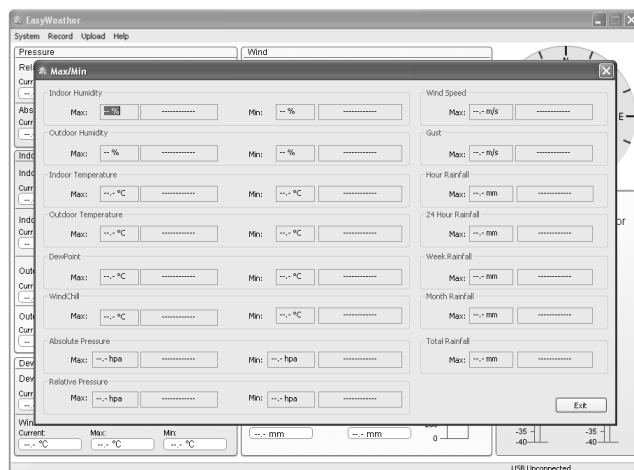 EasyWeather
System Record Upload Help
Pressure
Wind
Max/Min
Indoor Humidity
Max: -- % ------------ Min: -- % ------------
Outdoor Humidity
Max: -- % ------------ Min: -- % ------------
Indoor Temperature
Max: --.- °C ------------ Min: --.- °C ------------
Outdoor Temperature
Max: --.- °C ------------ Min: --.- °C ------------
DewPoint
Max: --.- °C ------------ Min: --.- °C ------------
WindChill
Max: --.- °C ------------ Min: --.- °C ------------
Absolute Pressure
Max: --.- hpa ------------ Min: --.- hpa ------------
Relative Pressure
Max: --.- hpa ------------ Min: --.- hpa ------------
Wind Speed
Max: --.- m/s ------------
Gust
Max: --.- m/s ------------
Hour Rainfall
Max: --.- mm ------------
24 Hour Rainfall
Max: --.- mm ------------
Week Rainfall
Max: --.- mm ------------
Month Rainfall
Max: --.- mm ------------
Total Rainfall
Max: --.- mm ------------
Exit
E
Current: Max: Min:
--.- °C --.- °C --.- °C
--.- mm --.- mm
0
-35 -35
-40 -40
USB Unconnected